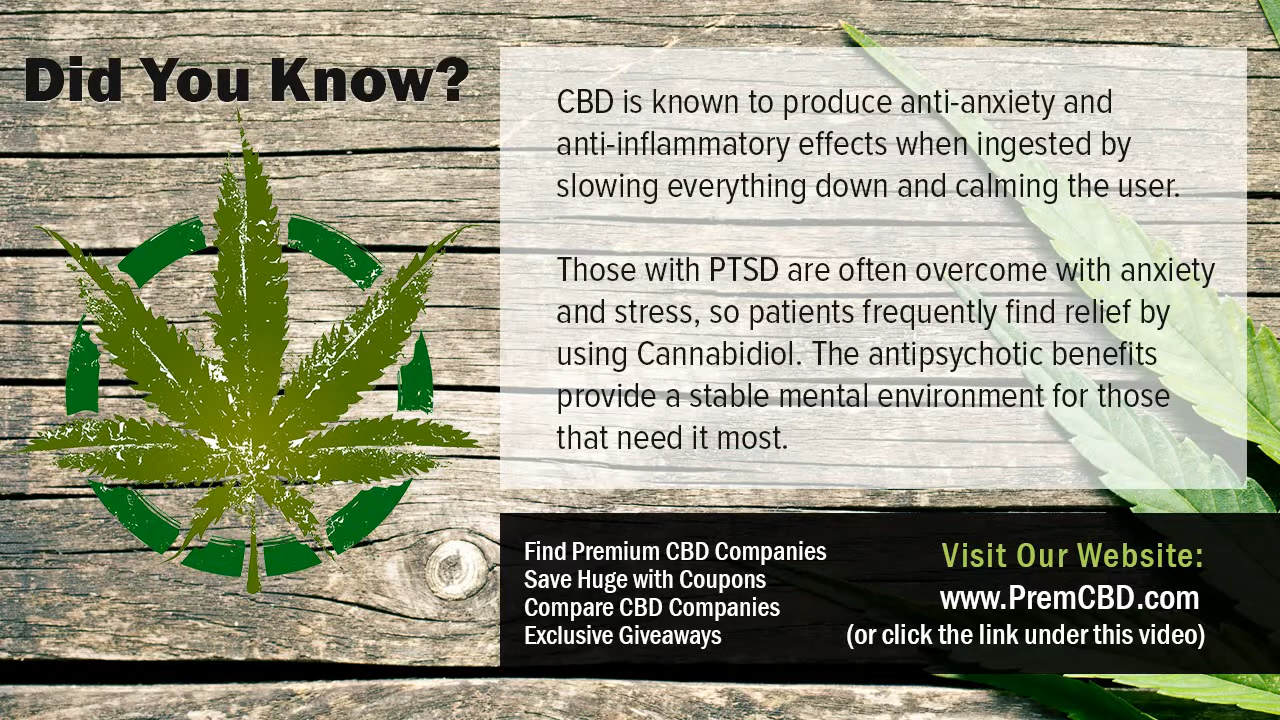 Did You Know?
CBD is known to produce anti-anxiety and
anti-inflammatory effects when ingested by
slowing everything down and calming the user.
Those with PTSD are often overcome with anxiety
and stress, so patients frequently find relief by
using Cannabidiol. The antipsychotic benefits
provide a stable mental environment for those
that need it most.
Find Premium CBD Companies
Save Huge with Coupons
Compare CBD Companies
Exclusive Giveaways
Visit Our Website:
www.PremCBD.com
(or click the link under this video)